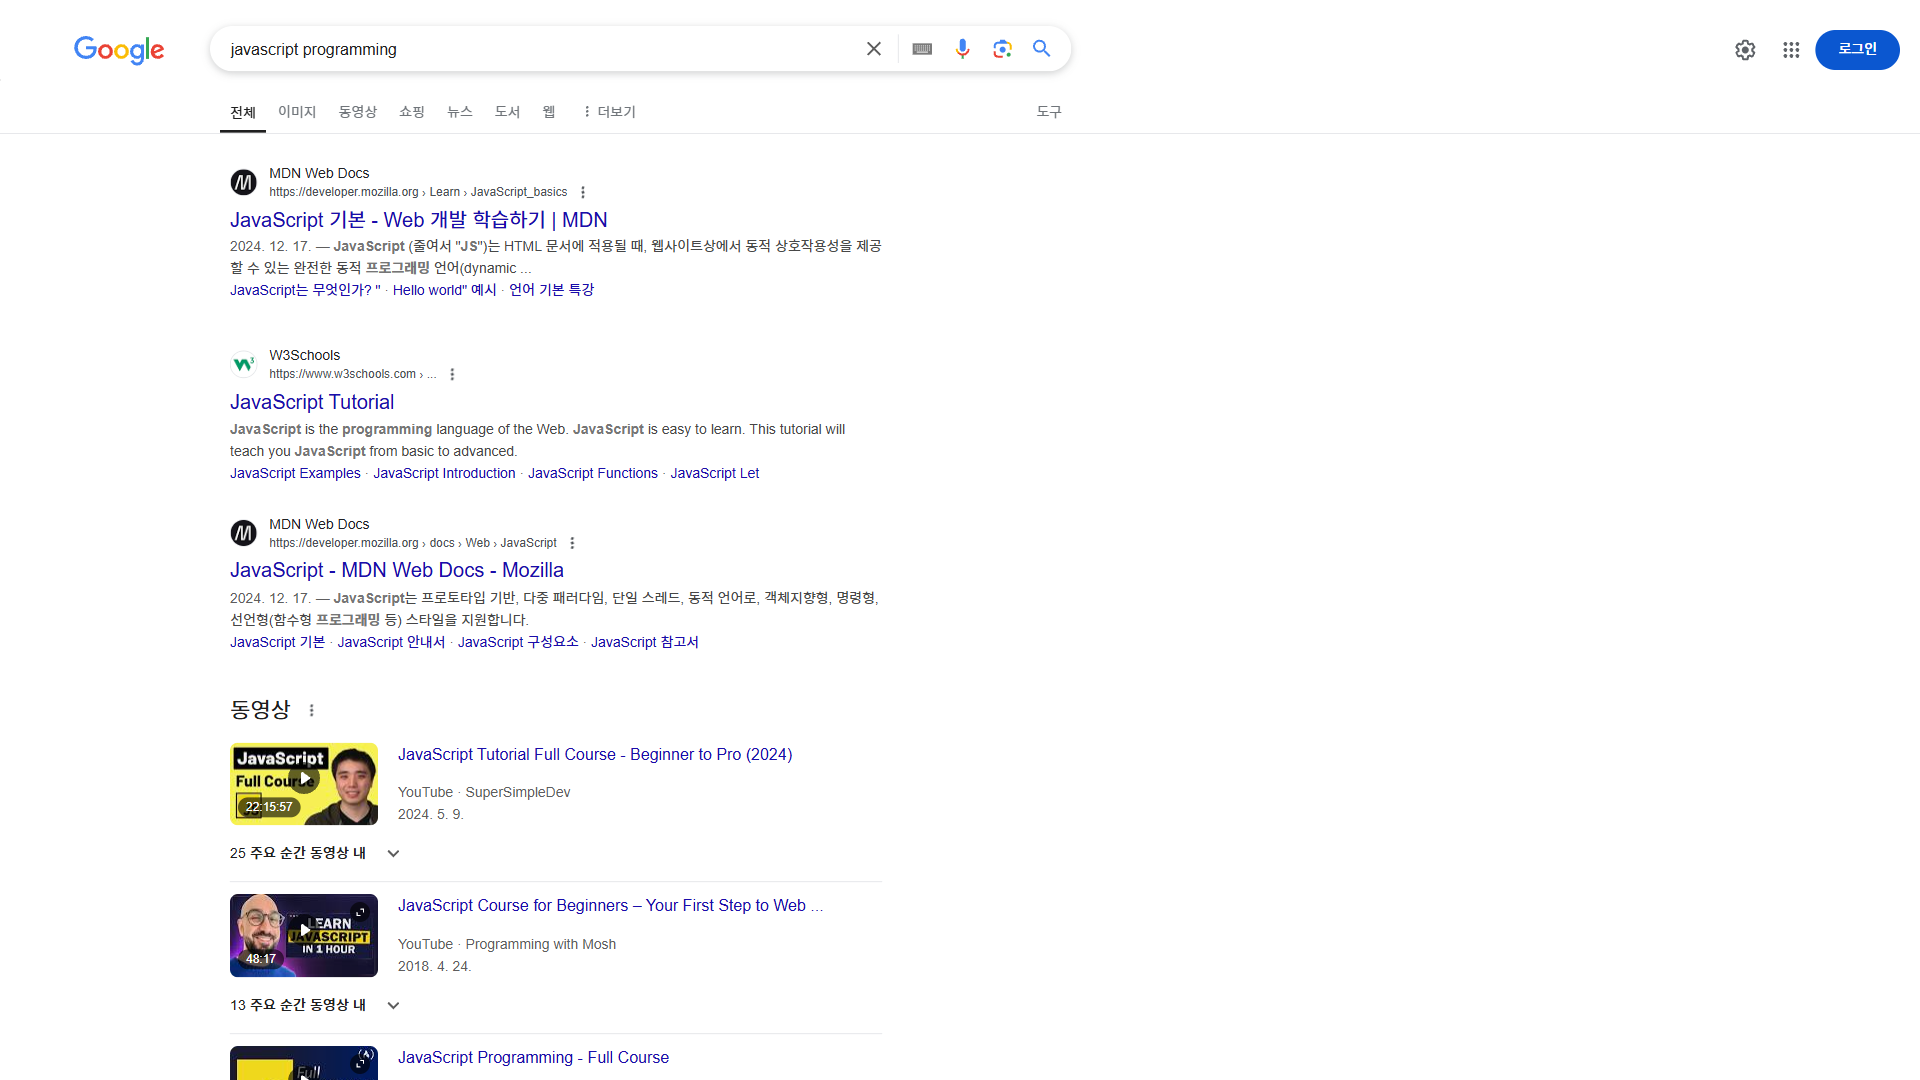 Google
javascript programming
로그인
전체 이미지 동영상 쇼핑 뉴스 도서 웹 더보기 도구
MDN Web Docs
https://developer.mozilla.org › Learn › JavaScript_basics
JavaScript 기본 - Web 개발 학습하기 | MDN
2024. 12. 17. — JavaScript (줄여서 "JS")는 HTML 문서에 적용될 때, 웹사이트상에서 동적 상호작용성을 제공
할 수 있는 완전한 동적 프로그래밍 언어(dynamic ...
JavaScript는 무엇인가? " · Hello world" 예시 · 언어 기본 특강
W3Schools
https://www.w3schools.com › ...
JavaScript Tutorial
JavaScript is the programming language of the Web. JavaScript is easy to learn. This tutorial will
teach you JavaScript from basic to advanced.
JavaScript Examples · JavaScript Introduction · JavaScript Functions · JavaScript Let
MDN Web Docs
https://developer.mozilla.org › docs › Web › JavaScript
JavaScript - MDN Web Docs - Mozilla
2024. 12. 17. — JavaScript는 프로토타입 기반, 다중 패러다임, 단일 스레드, 동적 언어로, 객체지향형, 명령형,
선언형(함수형 프로그래밍 등) 스타일을 지원합니다.
JavaScript 기본 · JavaScript 안내서 · JavaScript 구성요소 · JavaScript 참고서
동영상
JavaScript
Full Course
22:15:57
JavaScript Tutorial Full Course - Beginner to Pro (2024)
YouTube · SuperSimpleDev
2024. 5. 9.
25 주요 순간 동영상 내
LEARN
JAVASCRIPT
IN 1 HOUR
48:17
JavaScript Course for Beginners – Your First Step to Web ...
YouTube · Programming with Mosh
2018. 4. 24.
13 주요 순간 동영상 내
Full
JavaScript Programming - Full Course